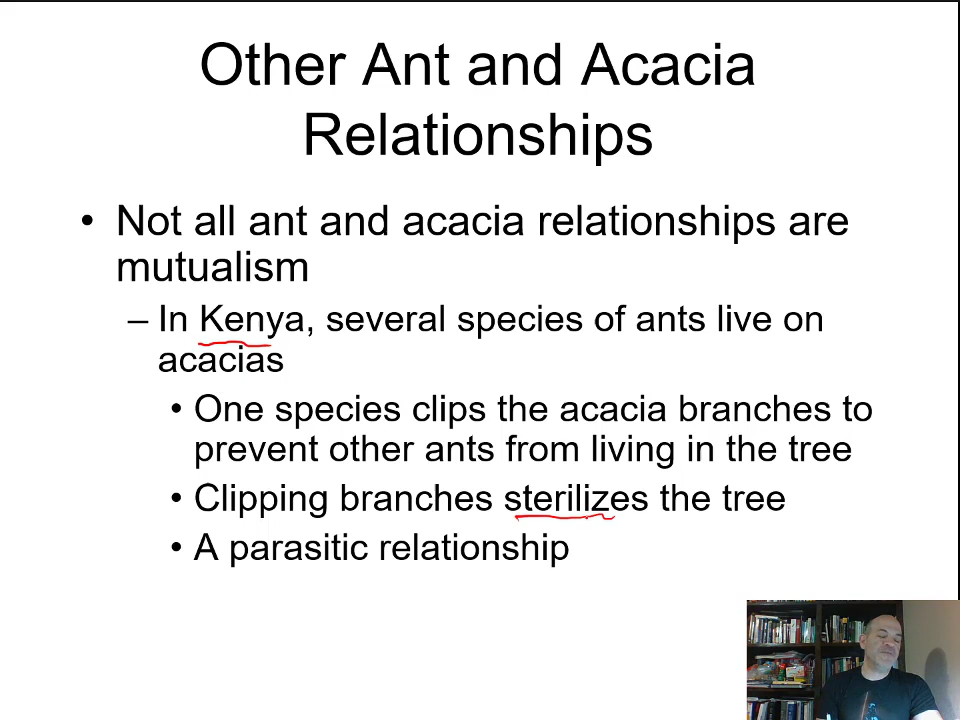 Other Ant and Acacia
Relationships
• Not all ant and acacia relationships are
mutualism
– In Kenya, several species of ants live on
acacias
• One species clips the acacia branches to
prevent other ants from living in the tree
• Clipping branches sterilizes the tree
• A parasitic relationship